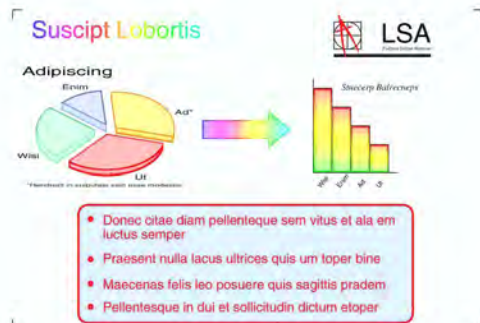 Suscipt Lobortis
LSA
Adipiscing
Enim
Ad*
Wisi
Ut
Wisi
Enim
Ad
Ut
Donec citae diam pellenteque sem vitus et ala em
luctus semper
Praesent nulla lacus ultrices quis um toper bine
Maecenas felis leo posuere quis sagittis pradem
Pellentesque in dui et sollicitudin dictum etoper